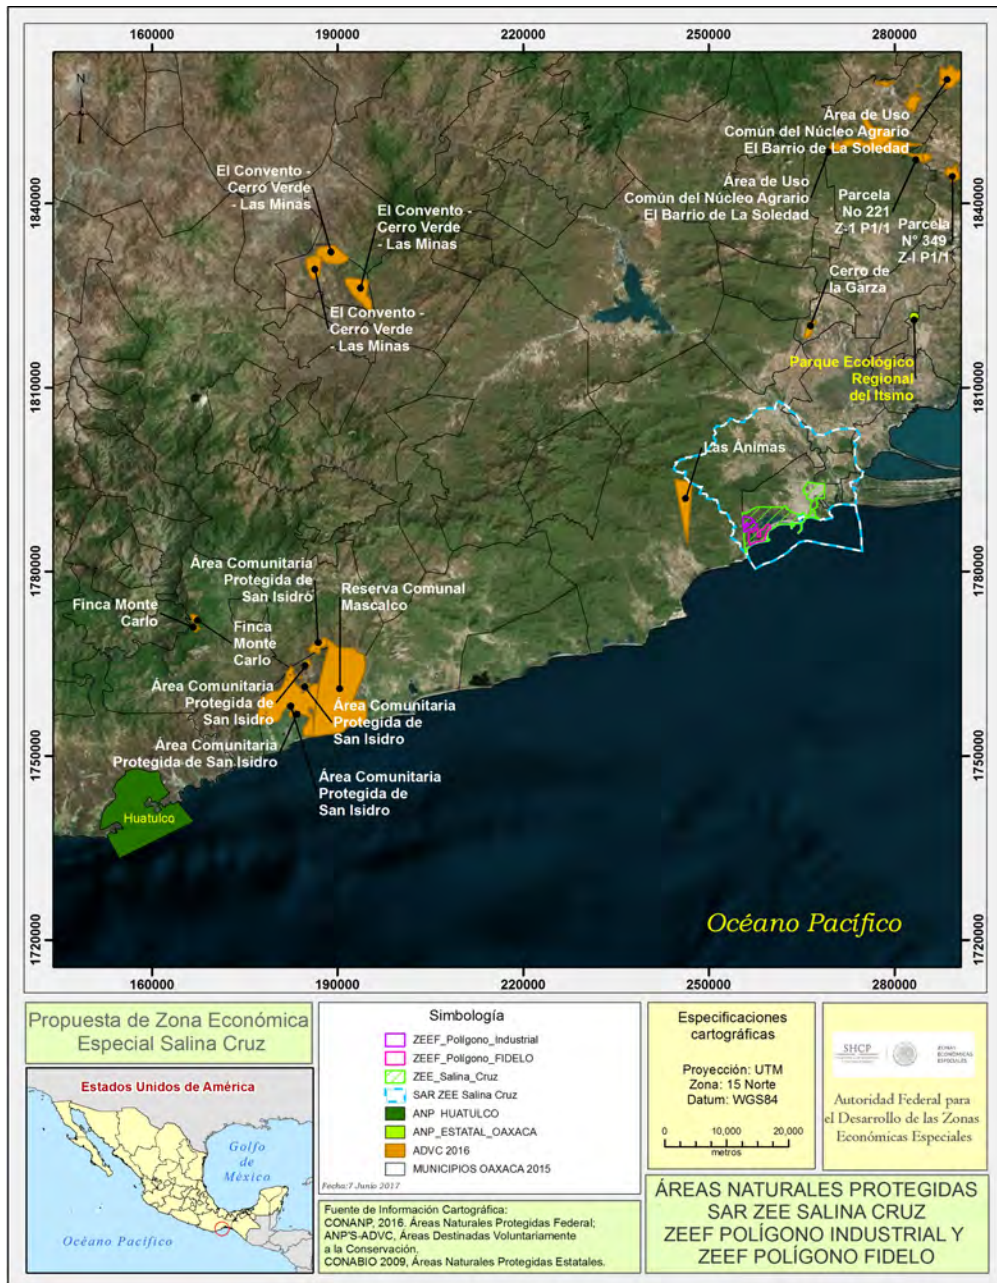 160000
190000
220000
250000
280000
N
Área de Uso
Común del Núcleo Agrario
El Barrio de La Soledad
El Convento -
Cerro Verde
- Las Minas
El Convento -
Cerro Verde
- Las Minas
Área de Uso
Común del Núcleo Agrario
El Barrio de La Soledad
Parcela
No 221
Z-1 P1/1
Parcela
N° 349
Z-I P1/1
1840000
1840000
El Convento -
Cerro Verde
- Las Minas
Cerro de
la Garza
Parque Ecológico
Regional
del Itsmo
1810000
1810000
Las Ánimas
1780000
1780000
Área Comunitaria
Protegida de
San Isidro
Reserva Comunal
Mascalco
Finca Monte
Carlo
Finca
Monte
Carlo
Área Comunitaria
Protegida de
San Isidro
Área Comunitaria
Protegida de
San Isidro
Área Comunitaria
Protegida de San Isidro
Área Comunitaria
Protegida de
San Isidro
1750000
1750000
Huatulco
Océano Pacífico
1720000
1720000
160000
190000
220000
250000
280000
Propuesta de Zona Económica
Especial Salina Cruz
Estados Unidos de América
Golfo
de
México
Océano Pacífico
Simbología
ZEEF_Polígono_Industrial
ZEEF_Polígono_FIDELO
ZEE_Salina_Cruz
SAR ZEE Salina Cruz
ANP HUATULCO
ANP_ESTATAL_OAXACA
ADVC 2016
MUNICIPIOS OAXACA 2015
Fecha:7 Junio 2017
Fuente de Información Cartográfica:
CONANP, 2016. Áreas Naturales Protegidas Federal;
ANP'S-ADVC, Áreas Destinadas Voluntariamente
a la Conservación.
CONABIO 2009, Áreas Naturales Protegidas Estatales.
Especificaciones
cartográficas
Proyección: UTM
Zona: 15 Norte
Datum: WGS84
0 10,000 20,000
metros
SHCP
ZONAS
ECONÓMICAS
ESPECIALES
Autoridad Federal para
el Desarrollo de las Zonas
Económicas Especiales
ÁREAS NATURALES PROTEGIDAS
SAR ZEE SALINA CRUZ
ZEEF POLÍGONO INDUSTRIAL Y
ZEEF POLÍGONO FIDELO